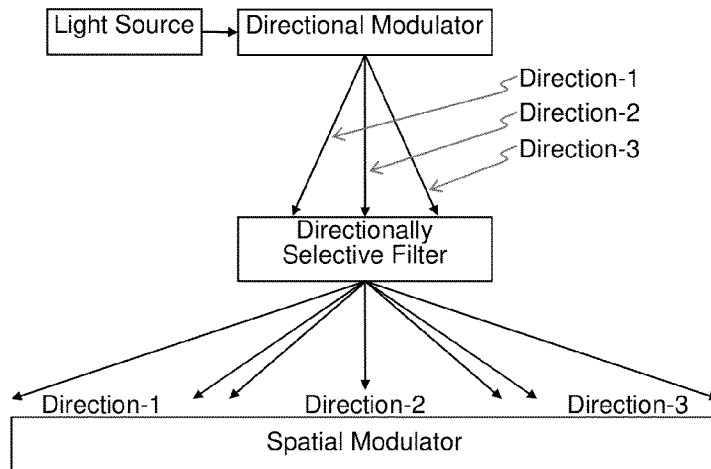 Light Source
Directional Modulator
Direction-1
Direction-2
Direction-3
Directionally
Selective Filter
Direction-1
Direction-2
Direction-3
Spatial Modulator